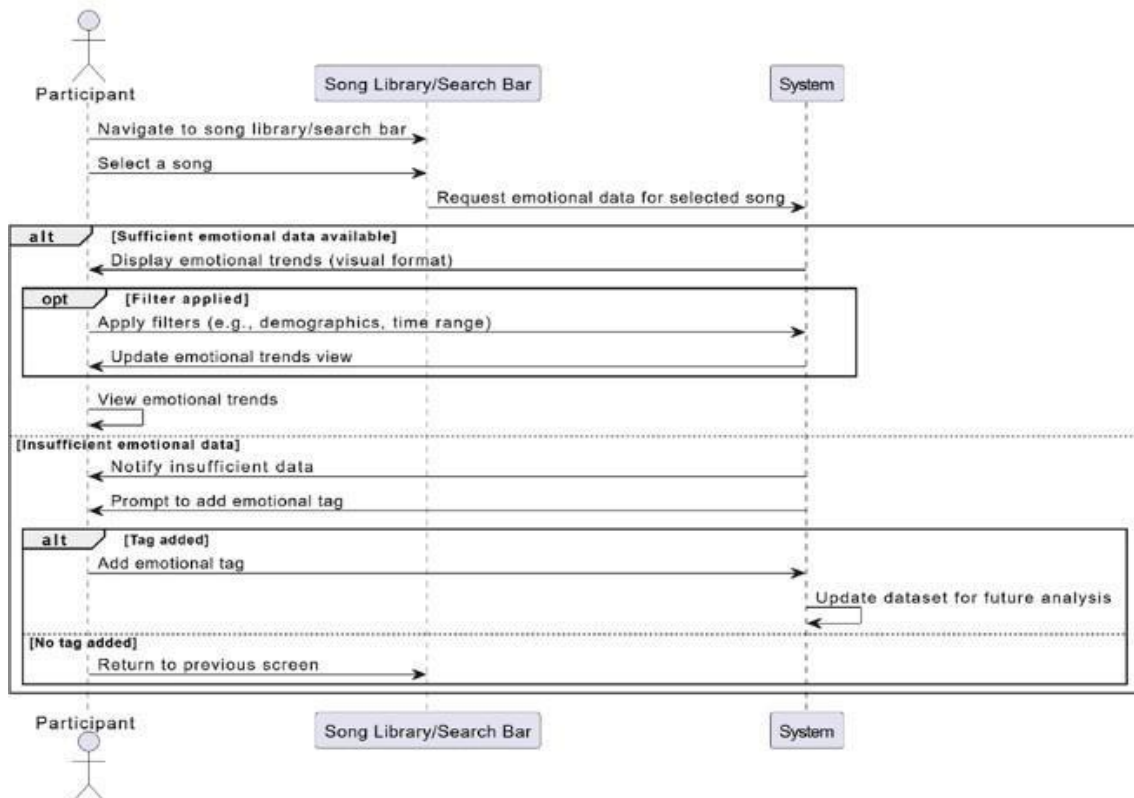 Participant
Song Library/Search Bar
System
Navigate to song library/search bar
Select a song
Request emotional data for selected song
alt [Sufficient emotional data available]
Display emotional trends (visual format)
opt [Filter applied]
Apply filters (e.g., demographics, time range)
Update emotional trends view
View emotional trends
[Insufficient emotional data]
Notify insufficient data
Prompt to add emotional tag
alt [Tag added]
Add emotional tag
Update dataset for future analysis
[No tag added]
Return to previous screen
Participant
Song Library/Search Bar
System